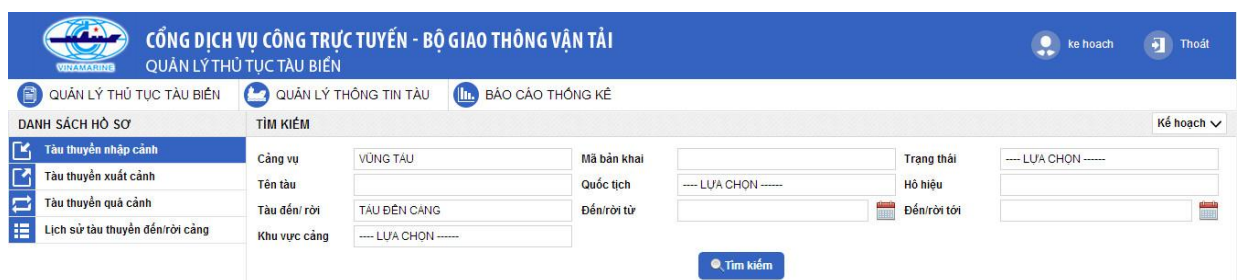 CỔNG DỊCH VỤ CÔNG TRỰC TUYẾN - BỘ GIAO THÔNG VẬN TẢI
QUẢN LÝ THỦ TỤC TÀU BIỂN
VINAMARINE
ke hoach
Thoát
QUẢN LÝ THỦ TỤC TÀU BIỂN QUẢN LÝ THÔNG TIN TÀU BÁO CÁO THỐNG KÊ
DANH SÁCH HỒ SƠ
Tàu thuyền nhập cảnh
Tàu thuyền xuất cảnh
Tàu thuyền quá cảnh
Lịch sử tàu thuyền đến/rời cảng
TÌM KIẾM Kế hoạch
Cảng vụ VŨNG TÀU Mã bản khai Trạng thái ---- LỰA CHỌN ------
Tên tàu Quốc tịch ---- LỰA CHỌN ------ Hô hiệu
Tàu đến/ rời TÀU ĐẾN CẢNG Đến/rời từ Đến/rời tới
Khu vực cảng ---- LỰA CHỌN ------
Tìm kiếm